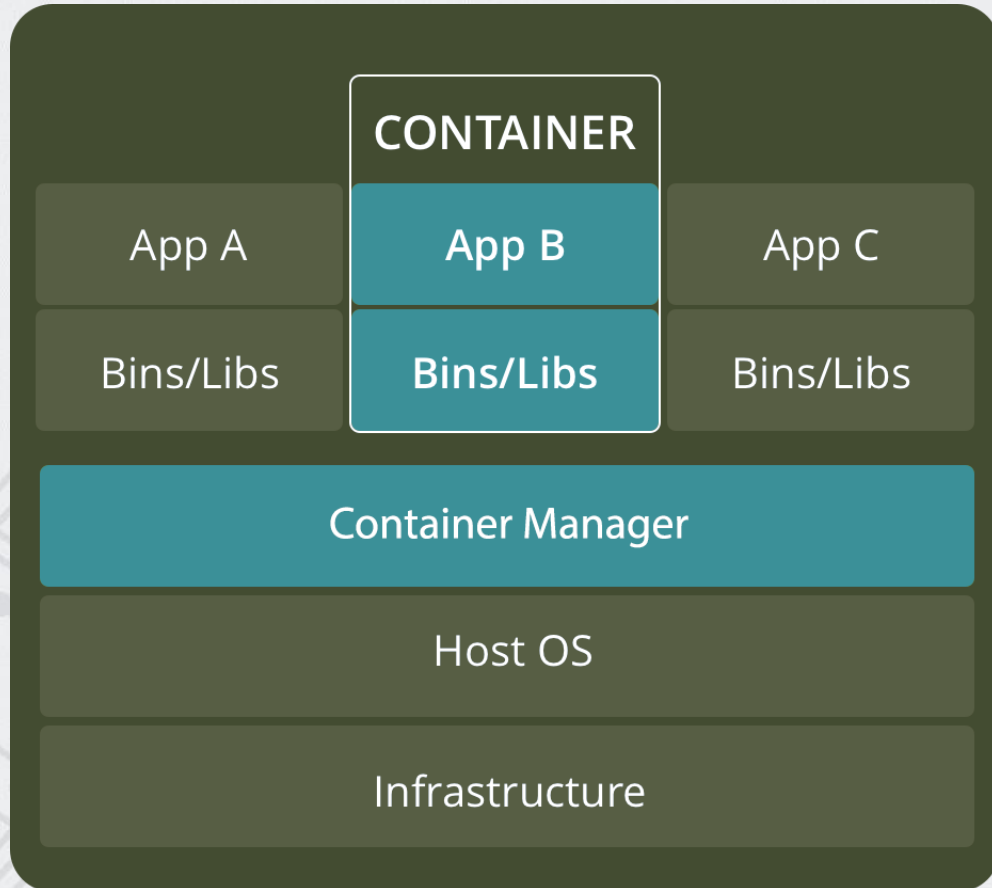 CONTAINER
App A
App B
App C
Bins/Libs
Bins/Libs
Bins/Libs
Container Manager
Host OS
Infrastructure